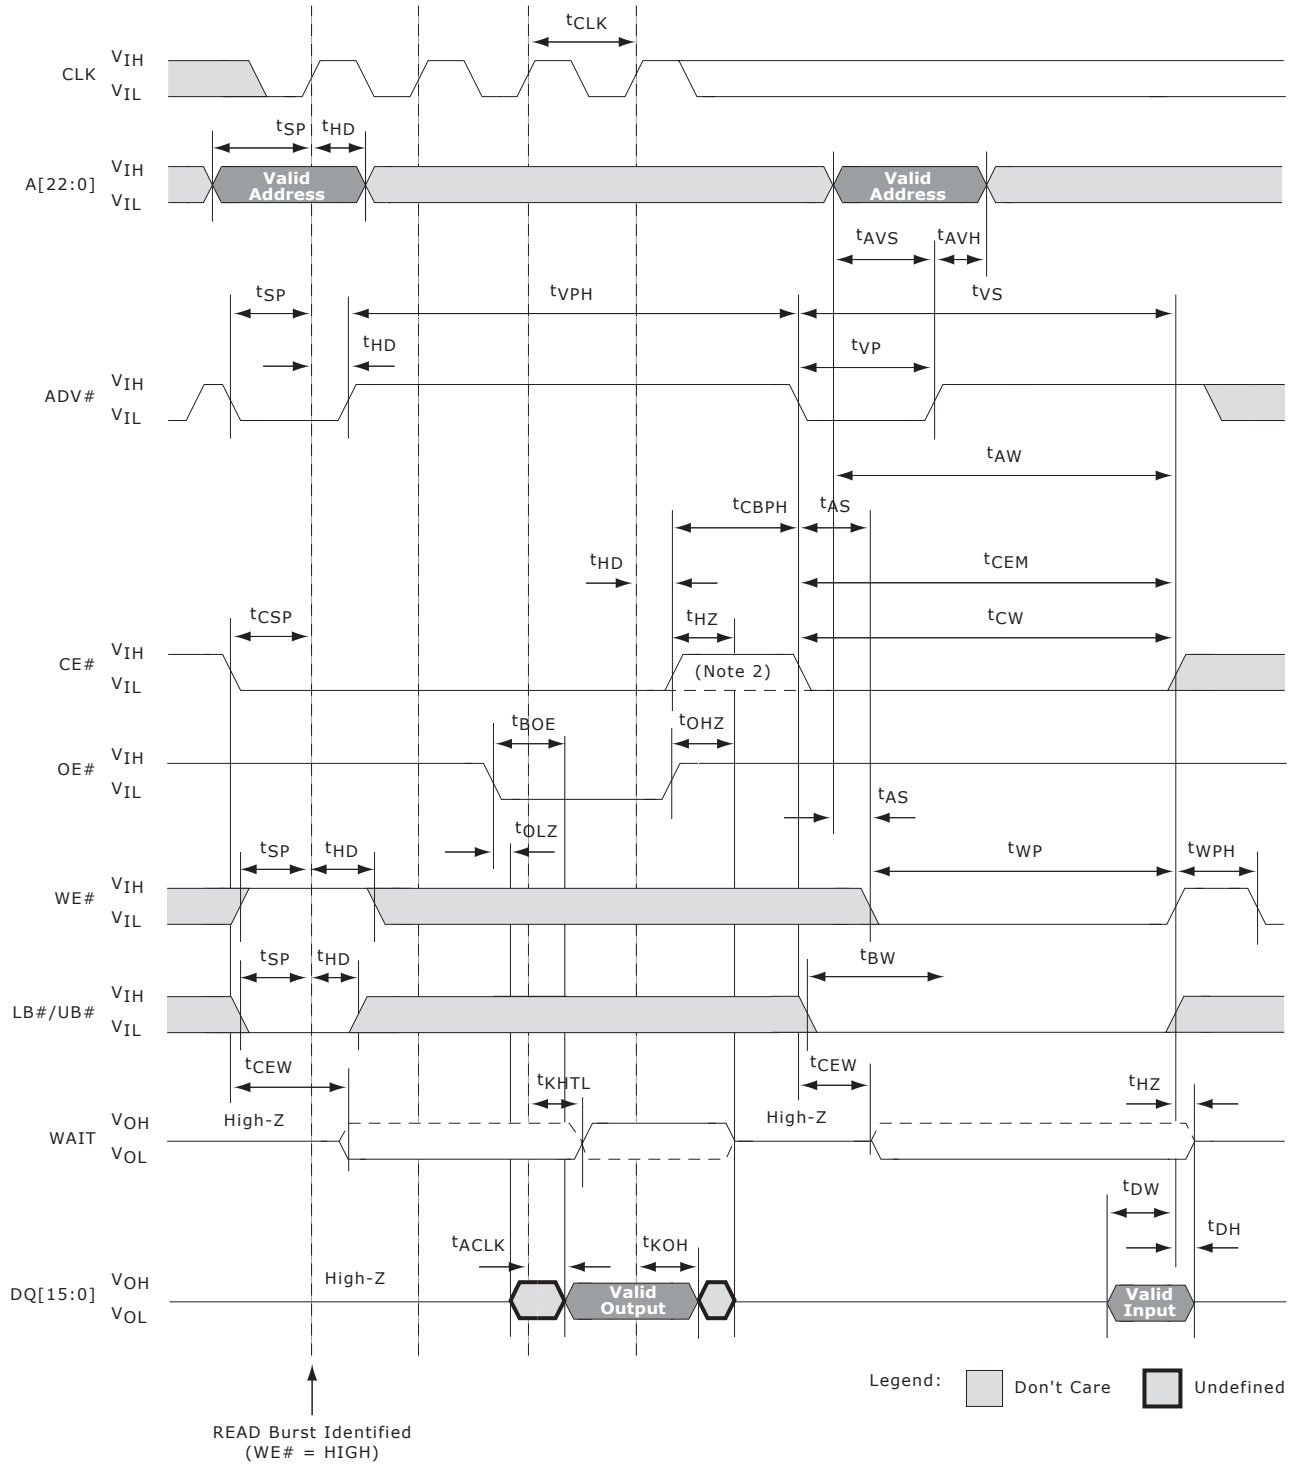 tCLK
CLK VIH
VIL
tSP tHD
A[22:0] VIH
VIL
Valid
Address
Valid
Address
tAVS tAVH
tSP tVPH tVS
tHD tVP
ADV# VIH
VIL
tAW
tCBPH tAS
tHD tCEM
tCSP tHZ tCW
CE# VIH
VIL
(Note 2)
tBOE tOHZ
OE# VIH
VIL
tAS
tOLZ
tSP tHD tWP tWPH
WE# VIH
VIL
tSP tHD tBW
LB#/UB# VIH
VIL
tCEW tKHTL tCEW tHZ
High-Z High-Z
WAIT VOH
VOL
tDW
tACLK tKOH tDH
High-Z
DQ[15:0] VOH
VOL
Valid
Output
Valid
Input
Legend: Don't Care Undefined
READ Burst Identified
(WE# = HIGH)